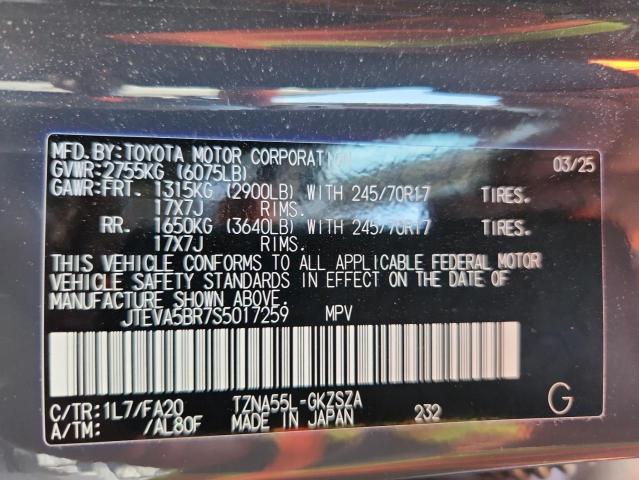 MFD. BY: TOYOTA MOTOR CORPORATION 03/25
GVWR: 2755KG (6075LB)
GAWR: FRT. 1315KG (2900LB) WITH 245/70R17 TIRES.
17X7J RIMS.
RR. 1650KG (3640LB) WITH 245/70R17 TIRES.
17X7J RIMS.
THIS VEHICLE CONFORMS TO ALL APPLICABLE FEDERAL MOTOR
VEHICLE SAFETY STANDARDS IN EFFECT ON THE DATE OF
MANUFACTURE SHOWN ABOVE.
JTEVA5BR7S5017259 MPV
C/TR: 1L7/FA20 TZNA55L-GKZSZA
A/TM: /AL80F MADE IN JAPAN 232 G